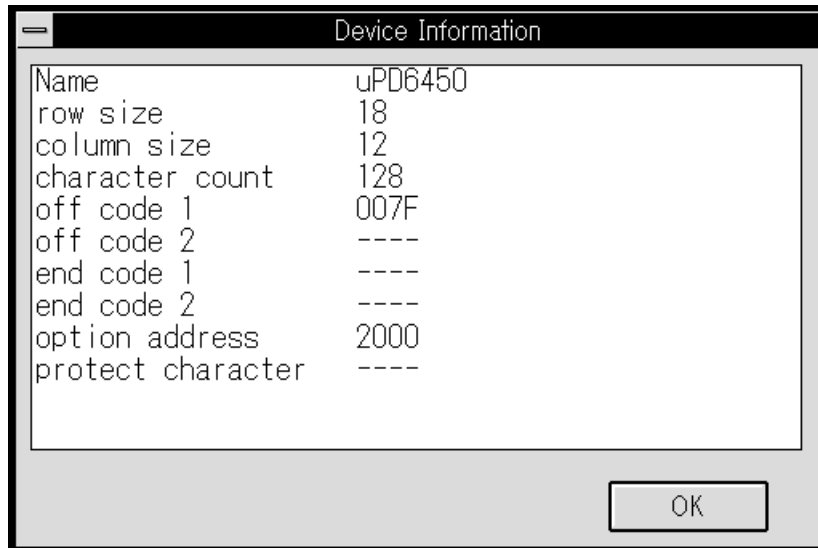 Device Information
Name uPD6450
row size 18
column size 12
character count 128
off code 1 007F
off code 2 ----
end code 1 ----
end code 2 ----
option address 2000
protect character ----
OK